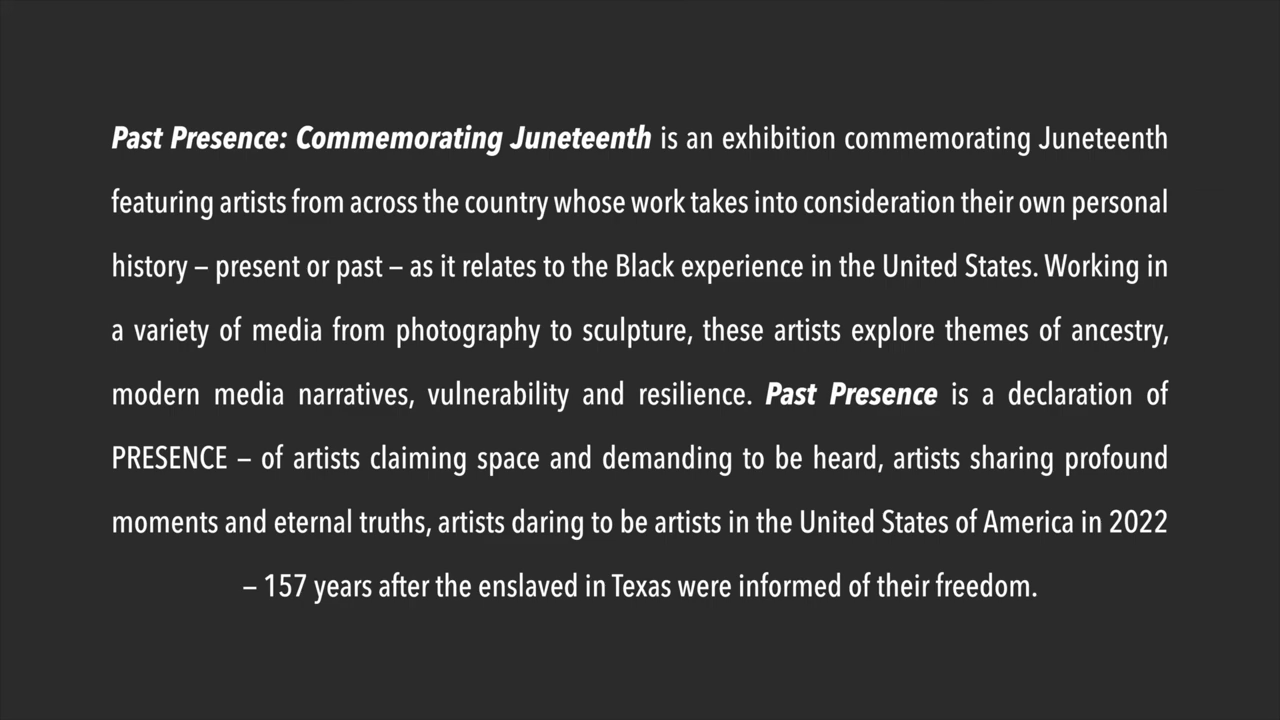 Past Presence: Commemorating Juneteenth is an exhibition commemorating Juneteenth
featuring artists from across the country whose work takes into consideration their own personal
history – present or past – as it relates to the Black experience in the United States. Working in
a variety of media from photography to sculpture, these artists explore themes of ancestry,
modern media narratives, vulnerability and resilience. Past Presence is a declaration of
PRESENCE – of artists claiming space and demanding to be heard, artists sharing profound
moments and eternal truths, artists daring to be artists in the United States of America in 2022
– 157 years after the enslaved in Texas were informed of their freedom.